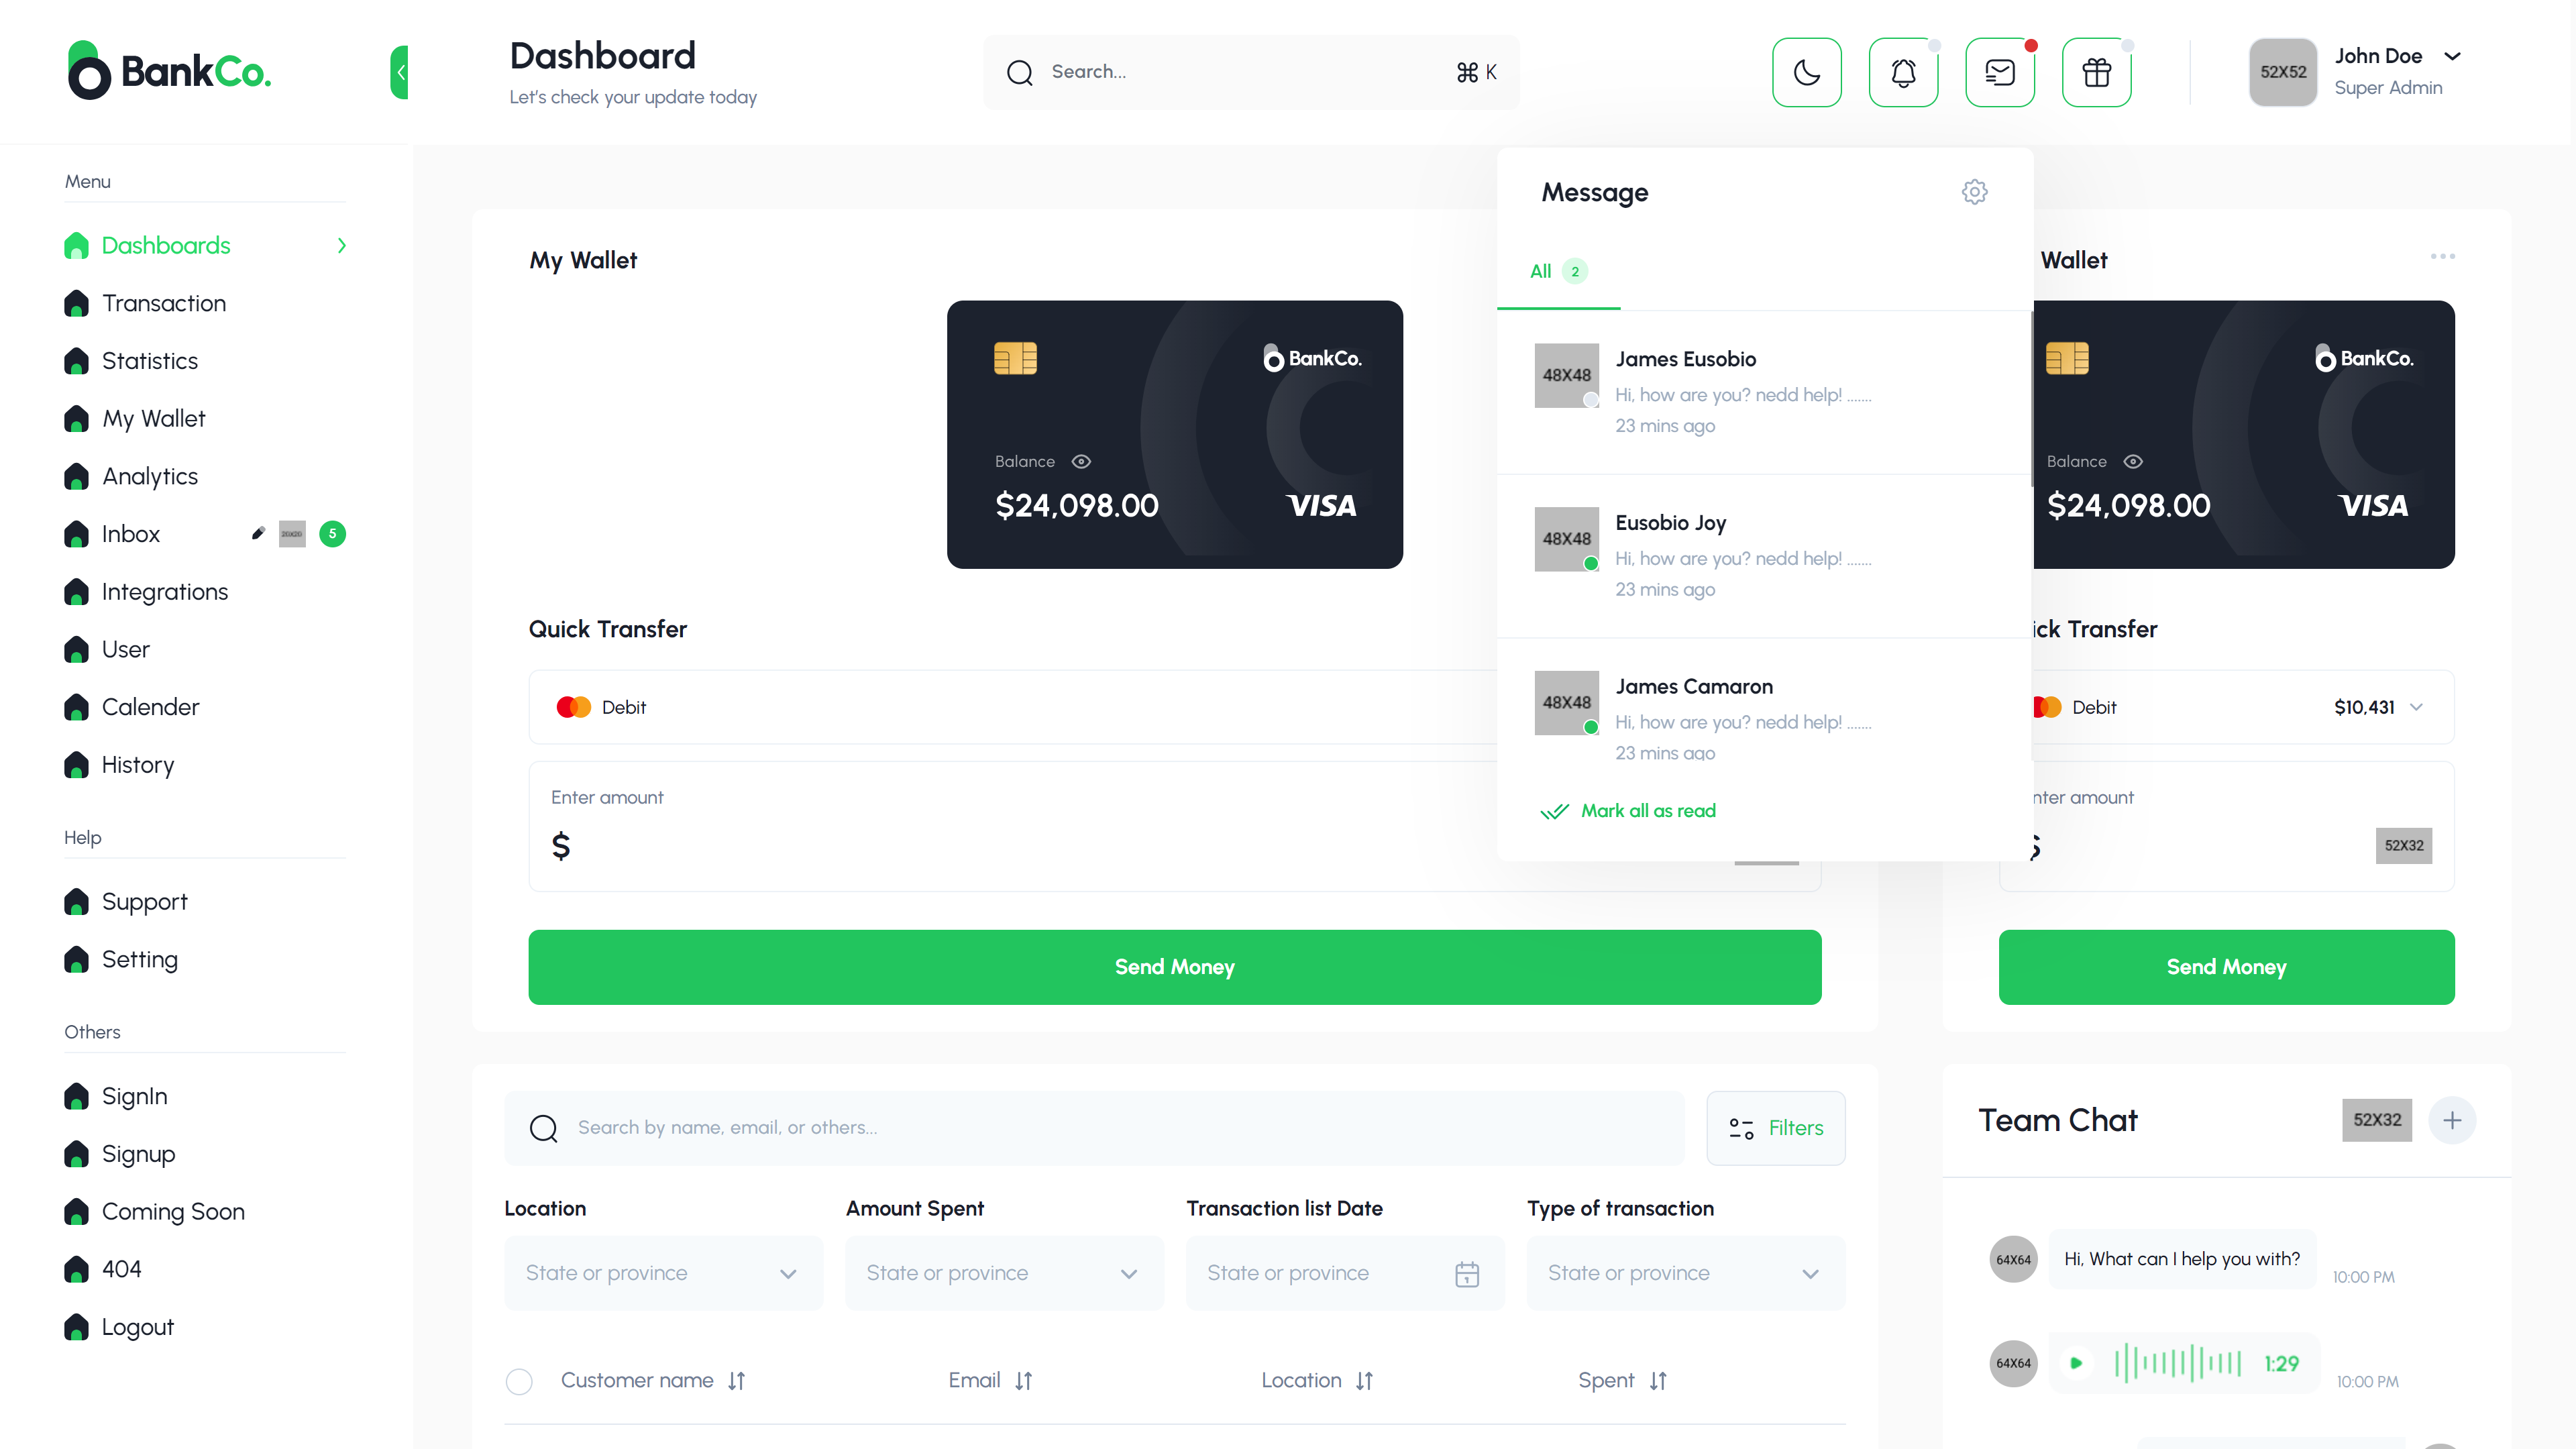 BankCo.
Dashboard
Let's check your update today
Search...
⌘ K
52X52
John Doe
Super Admin
Menu
Dashboards
Transaction
Statistics
My Wallet
Analytics
Inbox
20X20
5
Integrations
User
Calender
History
Help
Support
Setting
Others
SignIn
Signup
Coming Soon
404
Logout
My Wallet
BankCo.
Balance
$24,098.00
VISA
Quick Transfer
Debit
Enter amount
$
Send Money
Message
All 2
48X48
James Eusobio
Hi, how are you? nedd help! .......
23 mins ago
48X48
Eusobio Joy
Hi, how are you? nedd help! .......
23 mins ago
48X48
James Camaron
Hi, how are you? nedd help! .......
23 mins ago
Mark all as read
Wallet
BankCo.
Balance
$24,098.00
VISA
ick Transfer
Debit
$10,431
nter amount
$
52X32
Send Money
Search by name, email, or others...
Filters
Location
Amount Spent
Transaction list Date
Type of transaction
State or province
State or province
State or province
State or province
Customer name
Email
Location
Spent
Team Chat
52X32
64X64
Hi, What can I help you with?
10:00 PM
64X64
1:29
10:00 PM